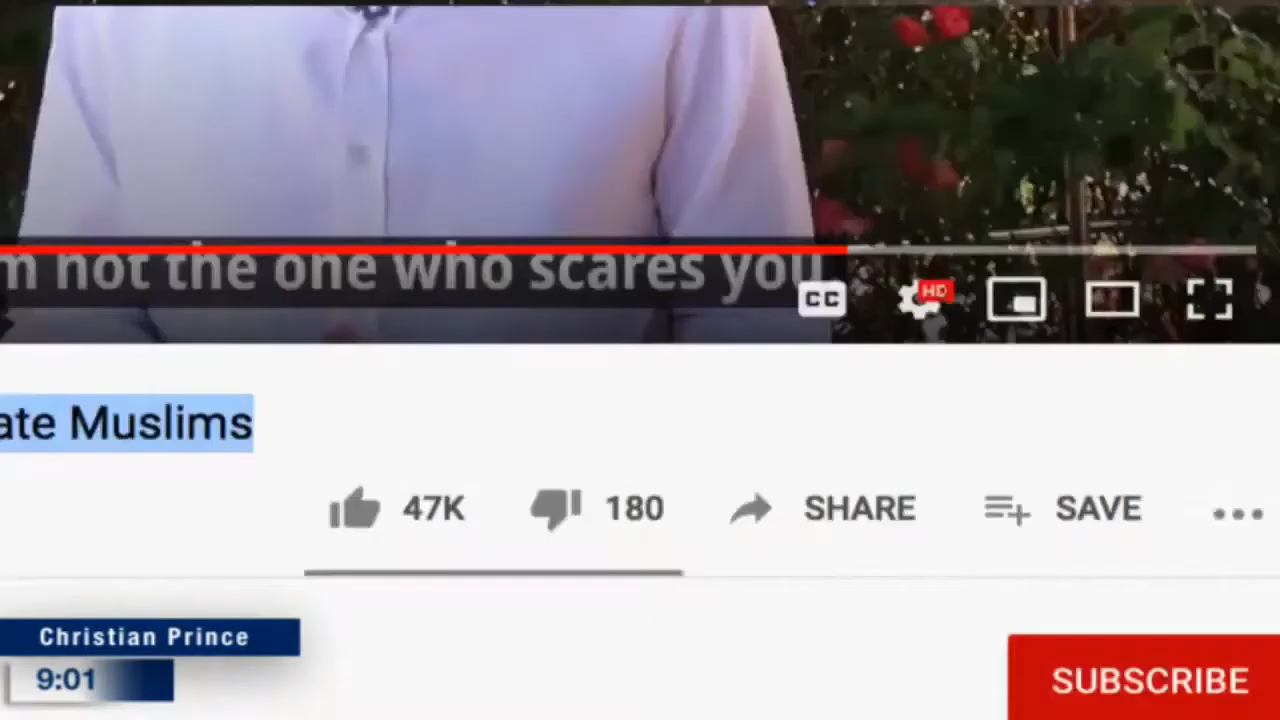 m not the one who scares you
CC
HD
ate Muslims
47K 180 SHARE SAVE
Christian Prince
9:01
SUBSCRIBE